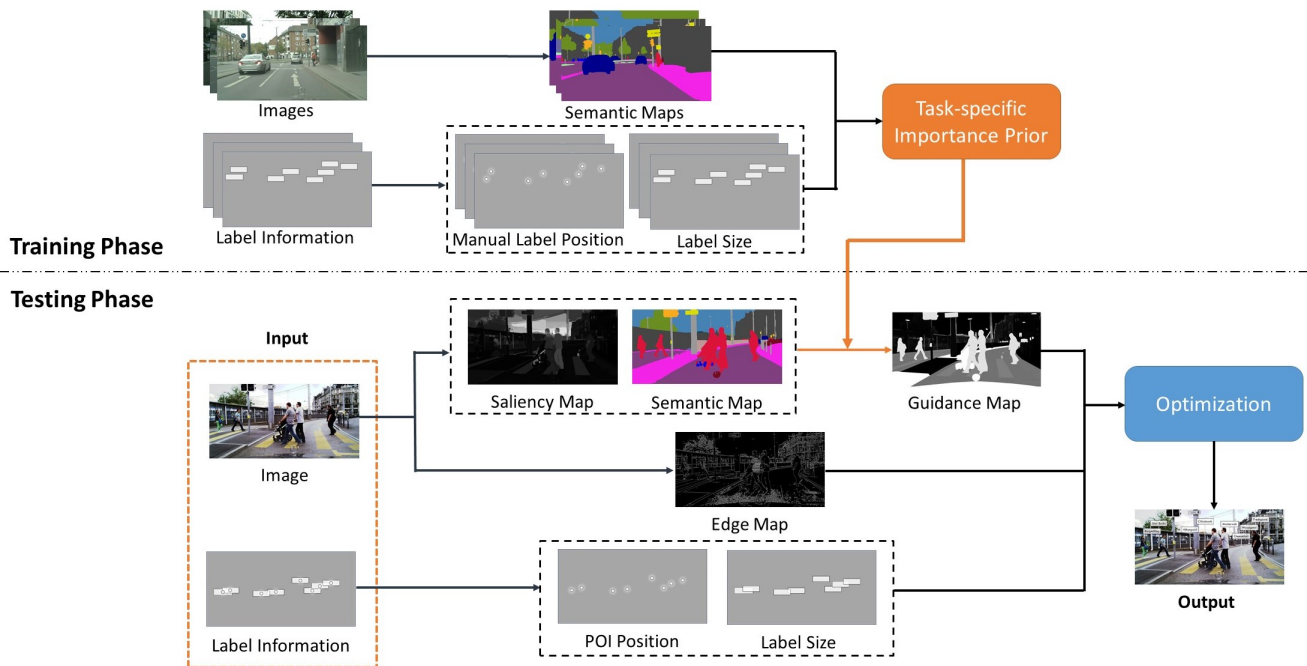 Images
Semantic Maps
Task-specific
Importance Prior
Label Information
Manual Label Position
Label Size
Training Phase
Testing Phase
Input
Saliency Map
Semantic Map
Guidance Map
Optimization
Image
Edge Map
Label Information
POI Position
Label Size
Output